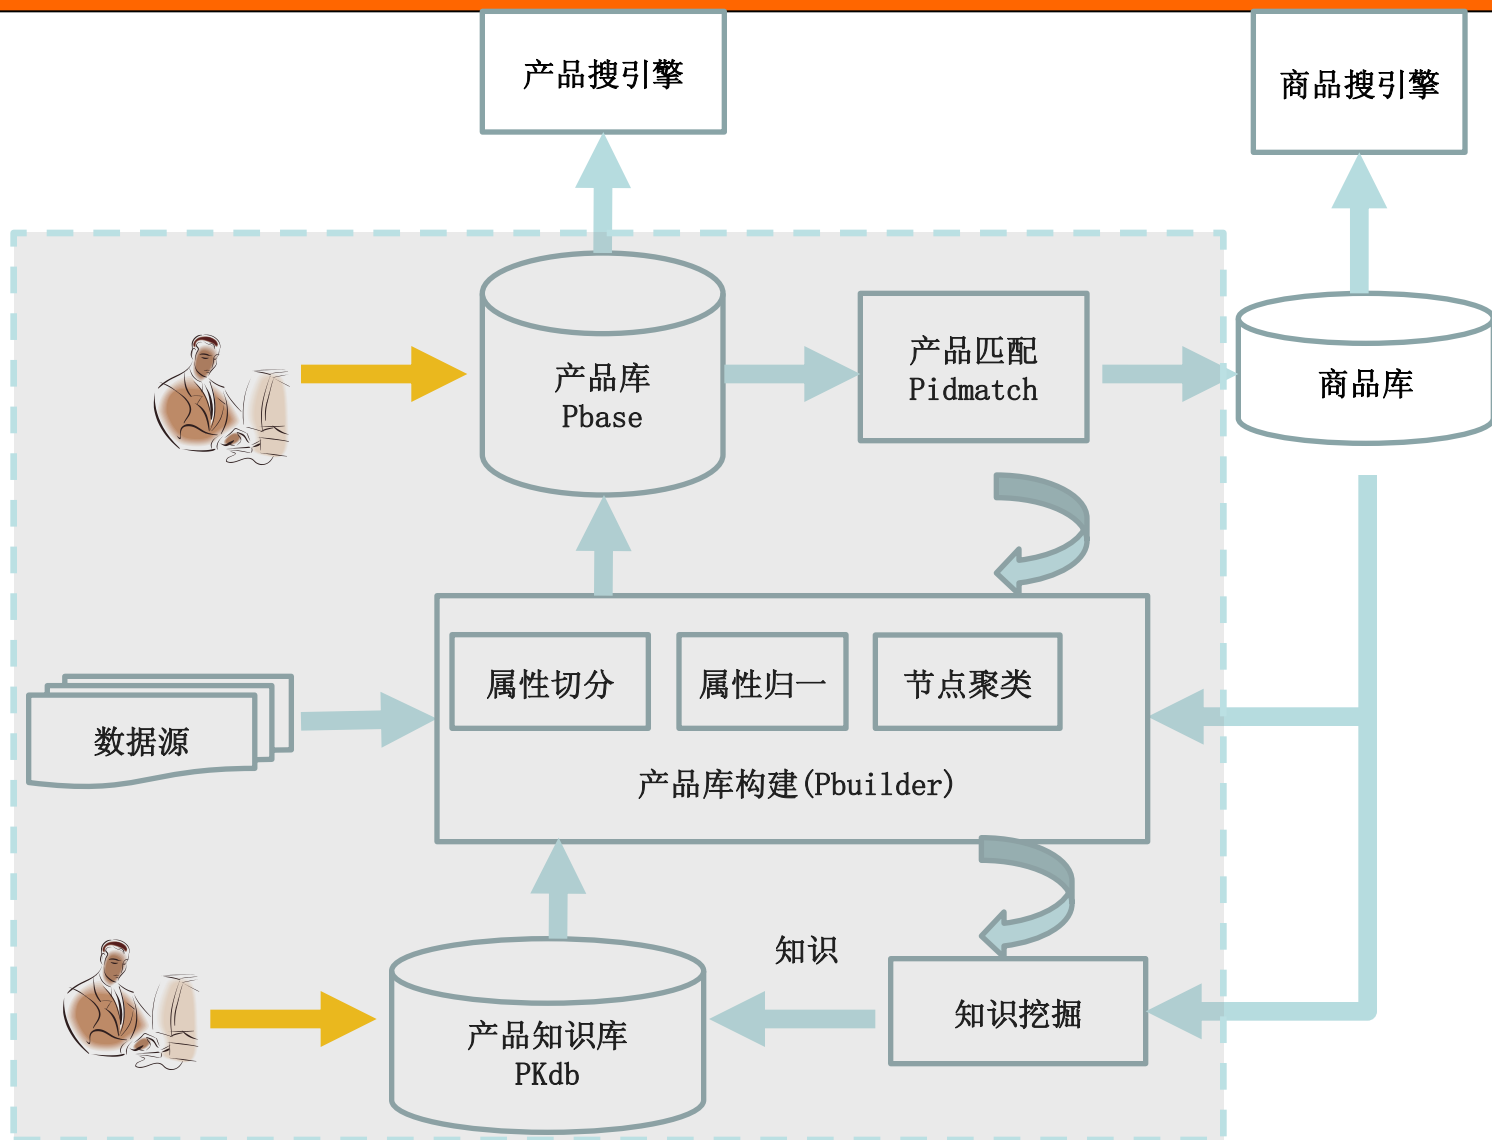 产品搜引擎
商品搜引擎
产品库
Pbase
产品匹配
Pidmatch
商品库
属性切分
属性归一
节点聚类
数据源
产品库构建(Pbuilder)
知识
产品知识库
PKdb
知识挖掘